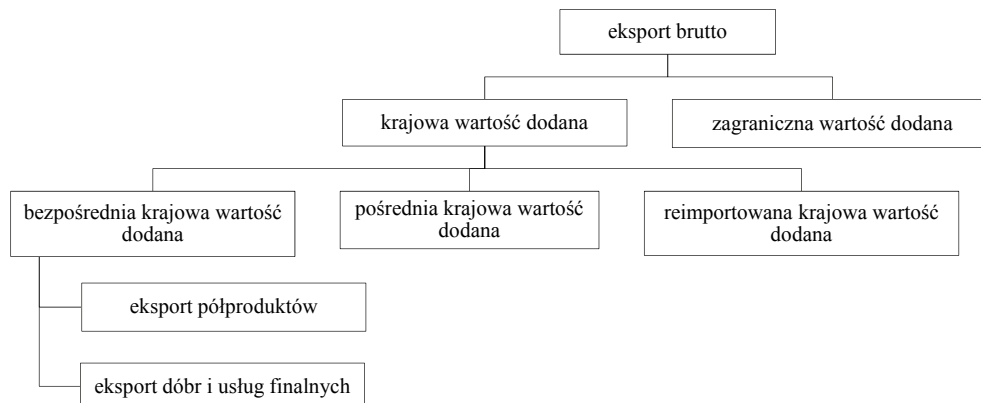 eksport brutto
krajowa wartość dodana
zagraniczna wartość dodana
bezpośrednia krajowa wartość
dodana
pośrednia krajowa wartość
dodana
reimportowana krajowa wartość
dodana
eksport półproduktów
eksport dóbr i usług finalnych